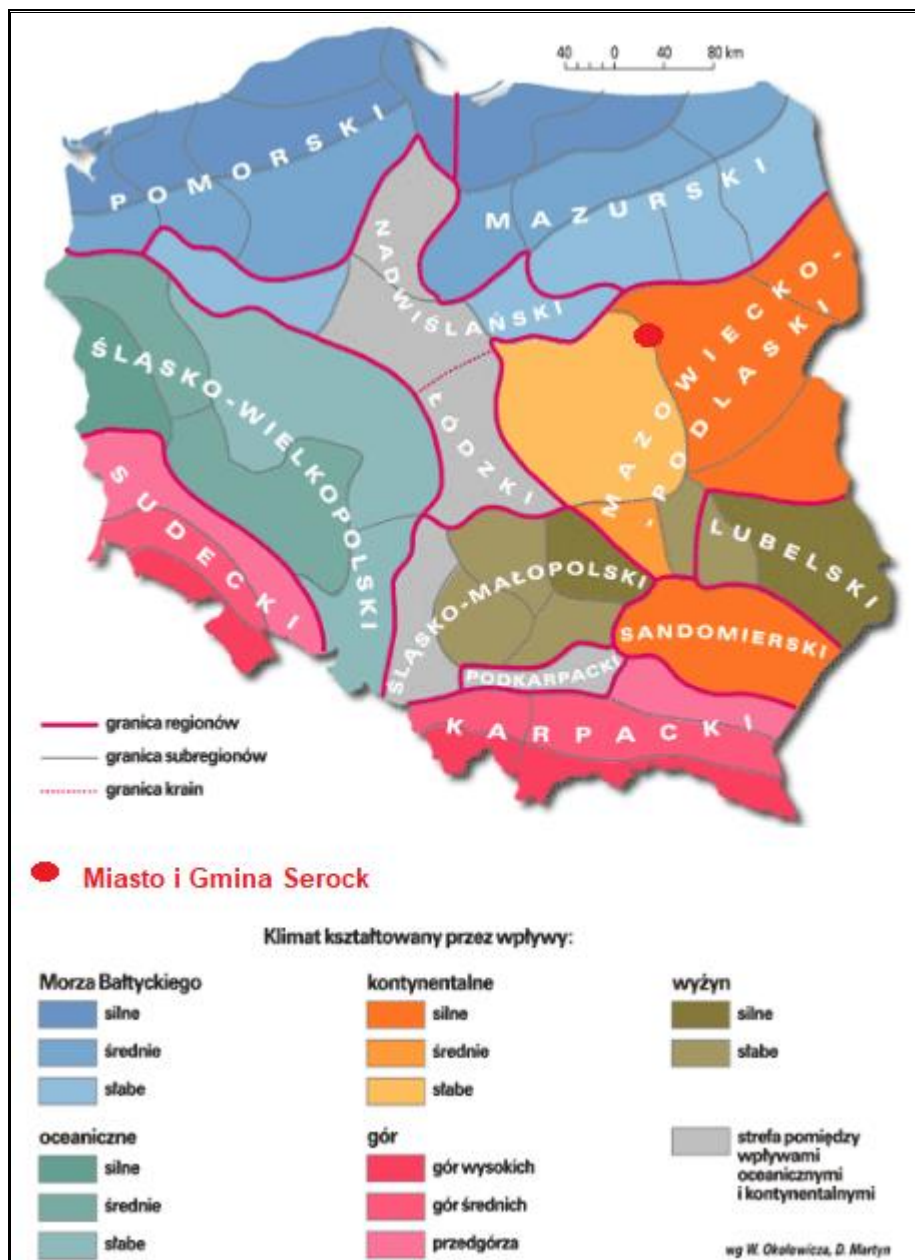 40 0 40 80 km
POMORSKI
MAZURSKI
NADWIŚLAŃSKI
MAZOWIECKO-
-PODLASKI
ŚLĄSKO-WIELKOPOLSKI
ŁÓDZKI
SUDECKI
LUBELSKI
ŚLĄSKO-MAŁOPOLSKI
SANDOMIERSKI
PODKARPACKI
KARPACKI
granica regionów
granica subregionów
granica krain
Miasto i Gmina Serock
Klimat kształtowany przez wpływy:
Morza Bałtyckiego
silne
średnie
słabe
kontynentalne
silne
średnie
słabe
wyżyn
silne
słabe
oceaniczne
silne
średnie
słabe
gór
gór wysokich
gór średnich
przedgórza
strefa pomiędzy
wpływami
oceanicznymi
i kontynentalnymi
wg W. Okołowicza, D. Martyn